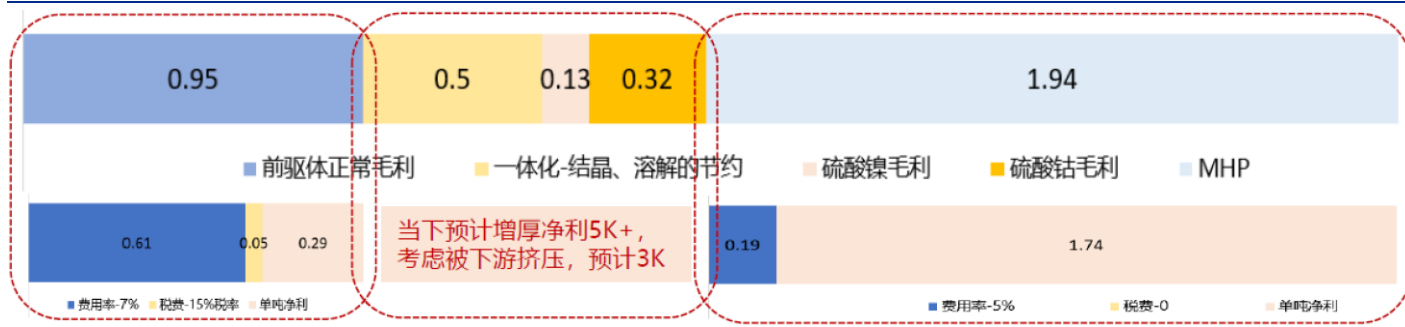 0.95 0.5 0.13 0.32 1.94
前驱体正常毛利 一体化-结晶、溶解的节约 硫酸镍毛利 硫酸钴毛利 MHP
0.61 0.05 0.29
费用率-7% 税费-15%税率 单吨净利
当下预计增厚净利5K+,
考虑被下游挤压，预计3K
0.19 1.74
费用率-5% 税费-0 单吨净利